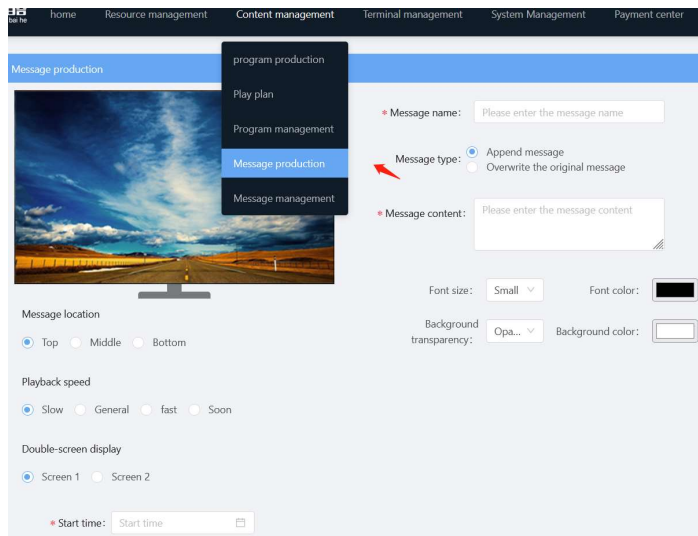 bai he
home Resource management Content management Terminal management System Management Payment center
Message production
program production
Play plan
Program management
Message production
Message management
* Message name: Please enter the message name
Message type: Append message
Overwrite the original message
* Message content: Please enter the message content
Font size: Small Font color:
Background transparency: Opa... Background color:
Message location
Top Middle Bottom
Playback speed
Slow General fast Soon
Double-screen display
Screen 1 Screen 2
* Start time: Start time